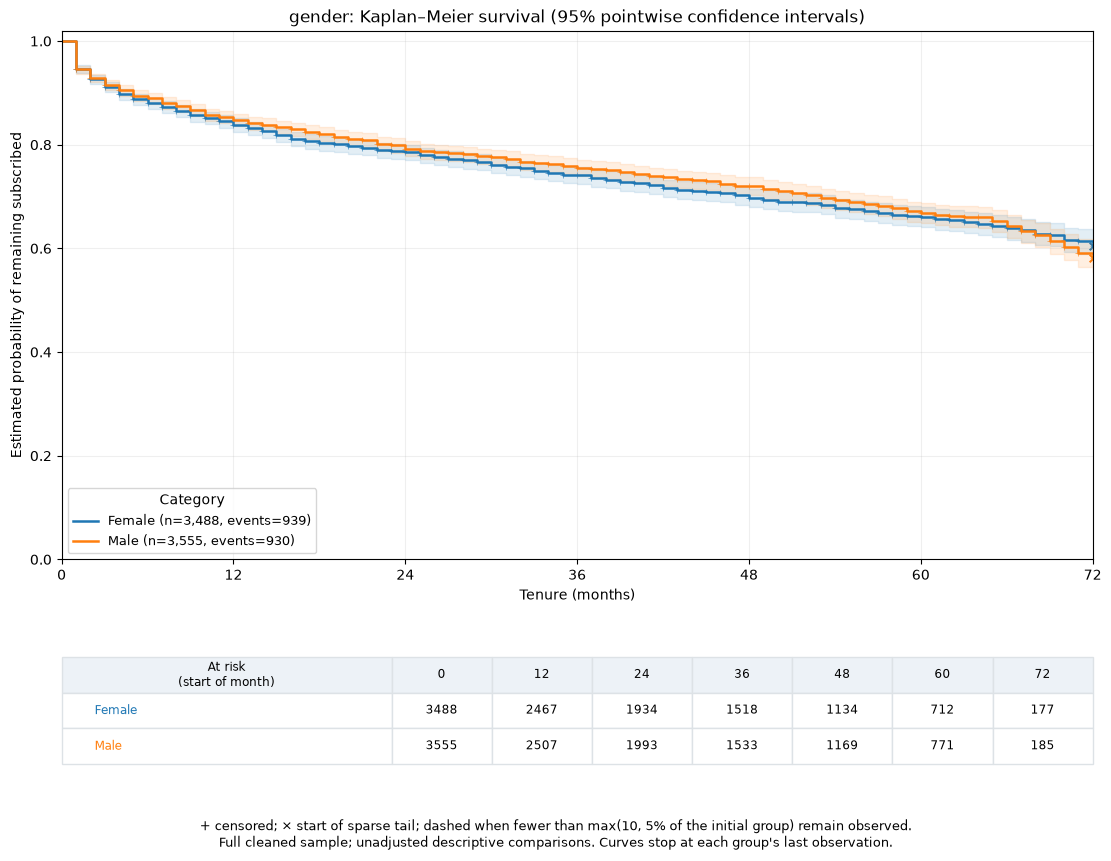 gender: Kaplan–Meier survival (95% pointwise confidence intervals)
Estimated probability of remaining subscribed
1.0
0.8
0.6
0.4
0.2
0.0
Category
Female (n=3,488, events=939)
Male (n=3,555, events=930)
0 12 24 36 48 60 72
Tenure (months)
At risk
(start of month) 0 12 24 36 48 60 72
Female 3488 2467 1934 1518 1134 712 177
Male 3555 2507 1993 1533 1169 771 185
+ censored; × start of sparse tail; dashed when fewer than max(10, 5% of the initial group) remain observed.
Full cleaned sample; unadjusted descriptive comparisons. Curves stop at each group's last observation.